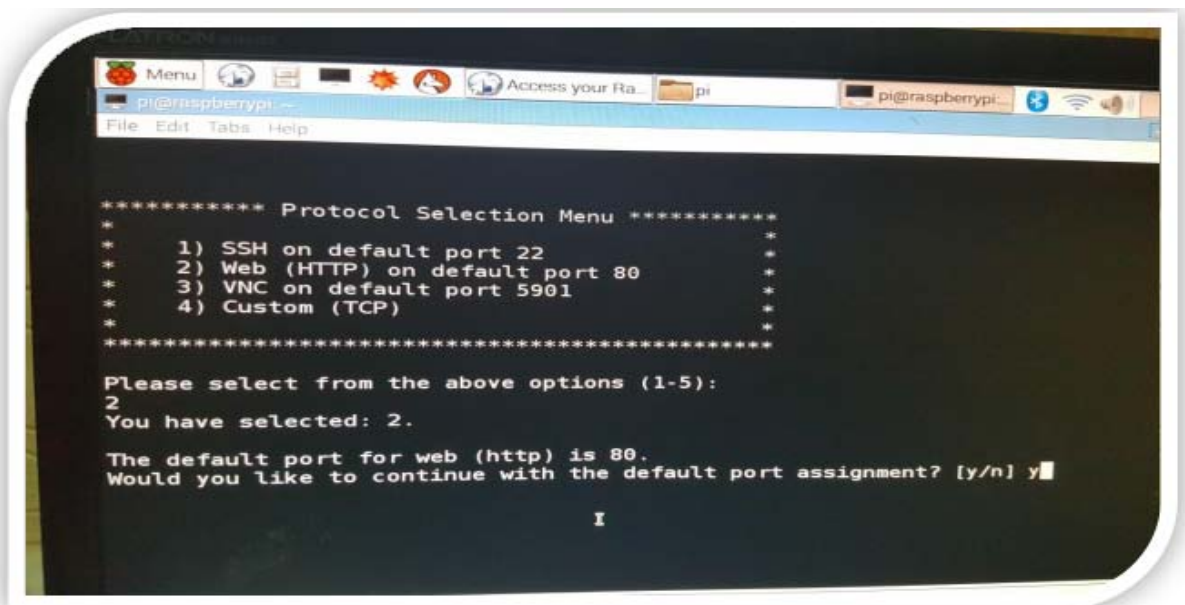 FLATRON
Menu Access your Ra... pi pi@raspberrypi:...
pi@raspberrypi: ~
File Edit Tabs Help
*********** Protocol Selection Menu ***********
* *
* 1) SSH on default port 22 *
* 2) Web (HTTP) on default port 80 *
* 3) VNC on default port 5901 *
* 4) Custom (TCP) *
* *
***********************************************
Please select from the above options (1-5):
2
You have selected: 2.
The default port for web (http) is 80.
Would you like to continue with the default port assignment? [y/n] y